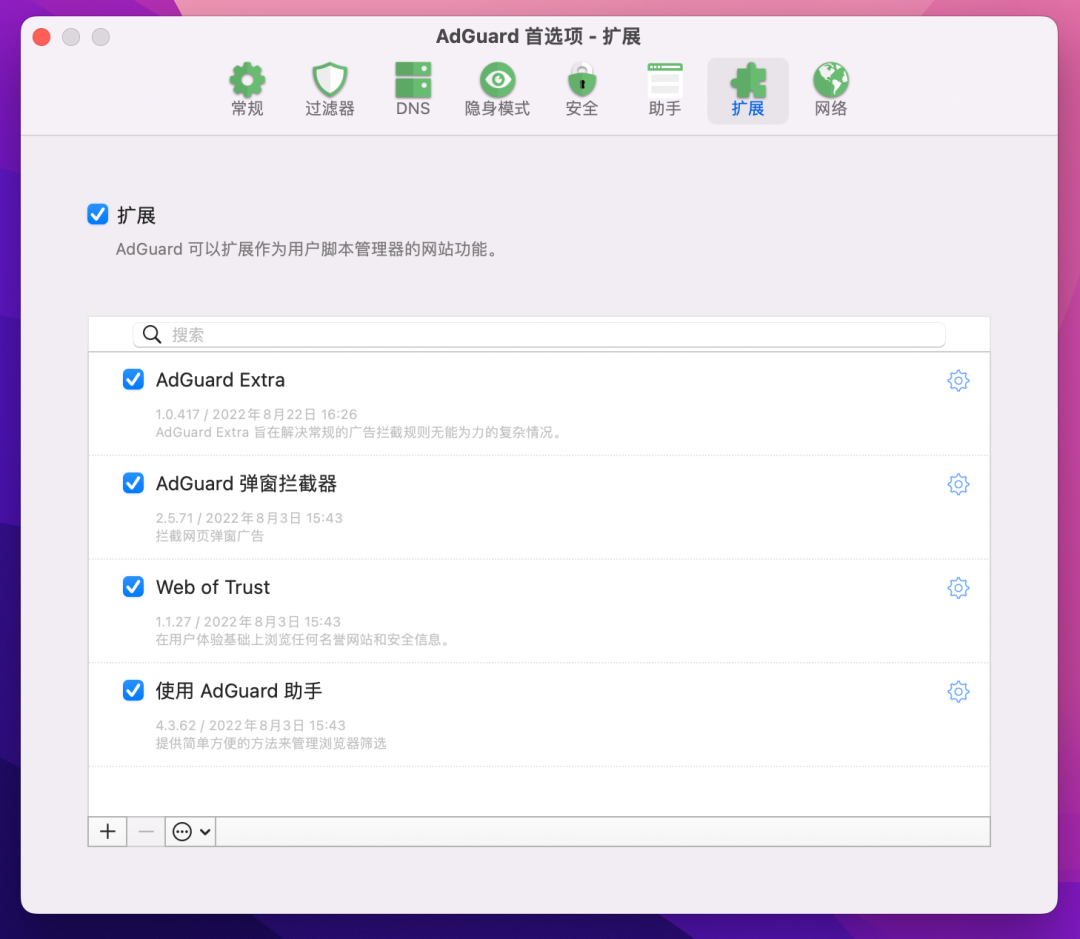 AdGuard 首选项 - 扩展
常规 过滤器 DNS 隐身模式 安全 助手 扩展 网络
扩展
AdGuard 可以扩展作为用户脚本管理器的网站功能。
搜索
AdGuard Extra
1.0.417 / 2022年8月22日 16:26
AdGuard Extra 旨在解决常规的广告拦截规则无能为力的复杂情况。
AdGuard 弹窗拦截器
2.5.71 / 2022年8月3日 15:43
拦截网页弹窗广告
Web of Trust
1.1.27 / 2022年8月3日 15:43
在用户体验基础上浏览任何名誉网站和安全信息。
使用 AdGuard 助手
4.3.62 / 2022年8月3日 15:43
提供简单方便的方法来管理浏览器筛选